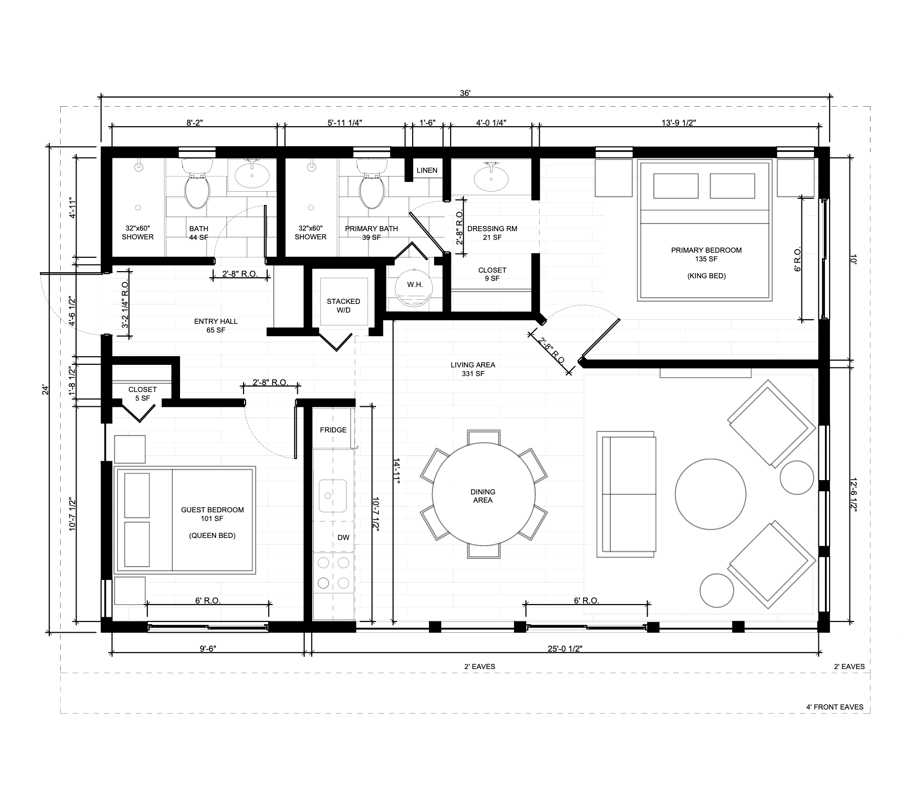 36'
8'-2"
5'-11 1/4"
1'-6"
4'-0 1/4"
13'-9 1/2"
4'-11"
32"x60"
SHOWER
BATH
44 SF
32"x60"
SHOWER
PRIMARY BATH
39 SF
LINEN
2'-8" R.O.
DRESSING RM
21 SF
CLOSET
9 SF
PRIMARY BEDROOM
135 SF
(KING BED)
6' R.O.
10'
2'-8" R.O.
3'-2 1/4" R.O.
4'-6 1/2"
ENTRY HALL
65 SF
STACKED
W/D
W.H.
2'-8" R.O.
LIVING AREA
331 SF
24'
1'-8 1/2"
CLOSET
5 SF
2'-8" R.O.
FRIDGE
14'-11"
10'-7 1/2"
10'-7 1/2"
GUEST BEDROOM
101 SF
(QUEEN BED)
DW
DINING
AREA
12'-6 1/2"
6' R.O.
6' R.O.
9'-6"
25'-0 1/2"
2' EAVES
2' EAVES
4' FRONT EAVES